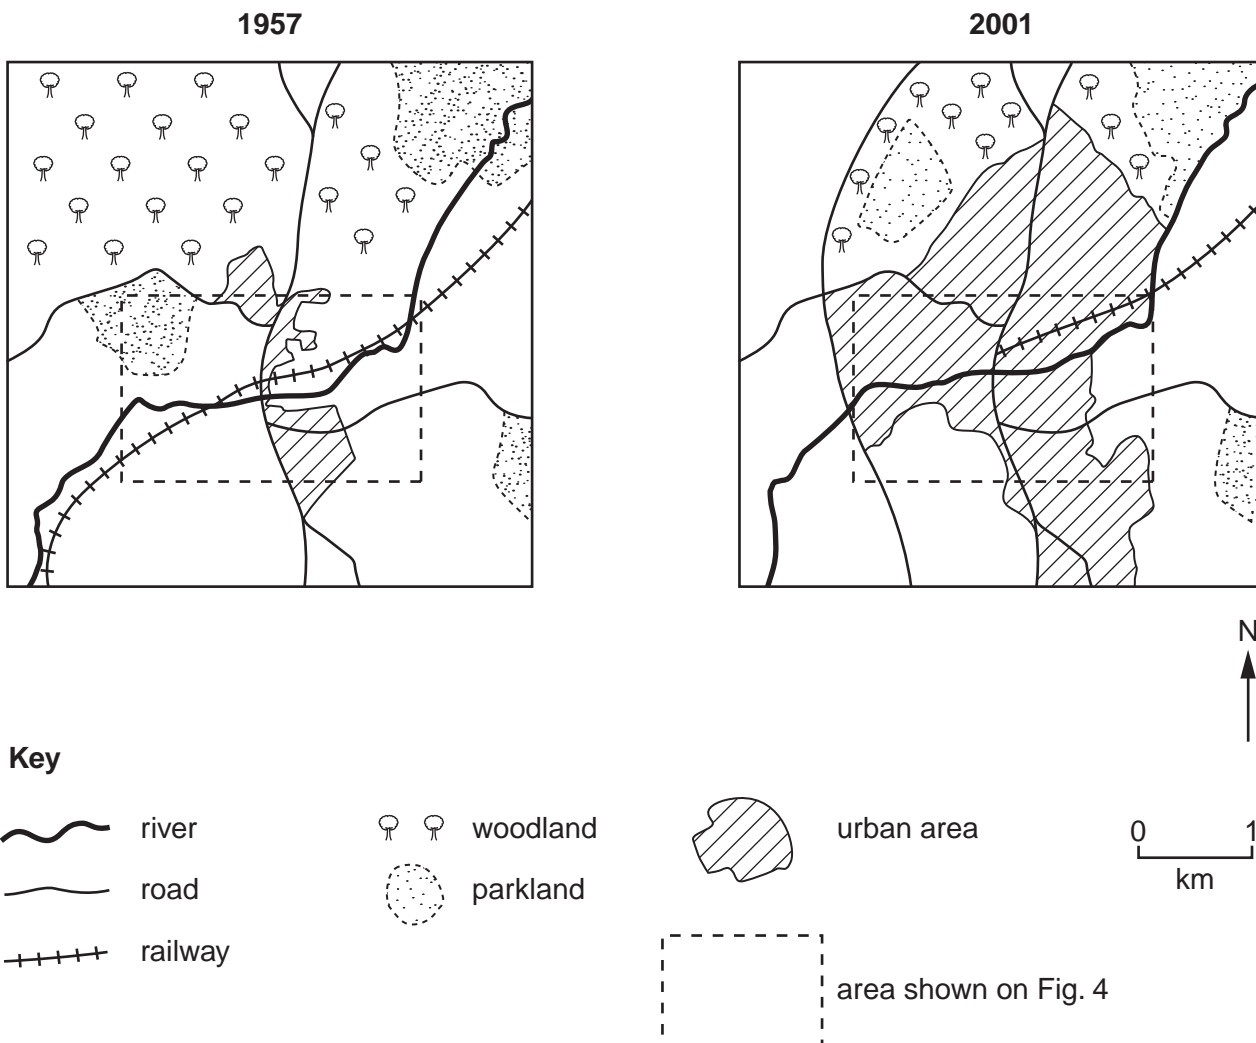 1957 2001
N
Key
river woodland urban area 0 1
km
road parkland
railway
area shown on Fig. 4